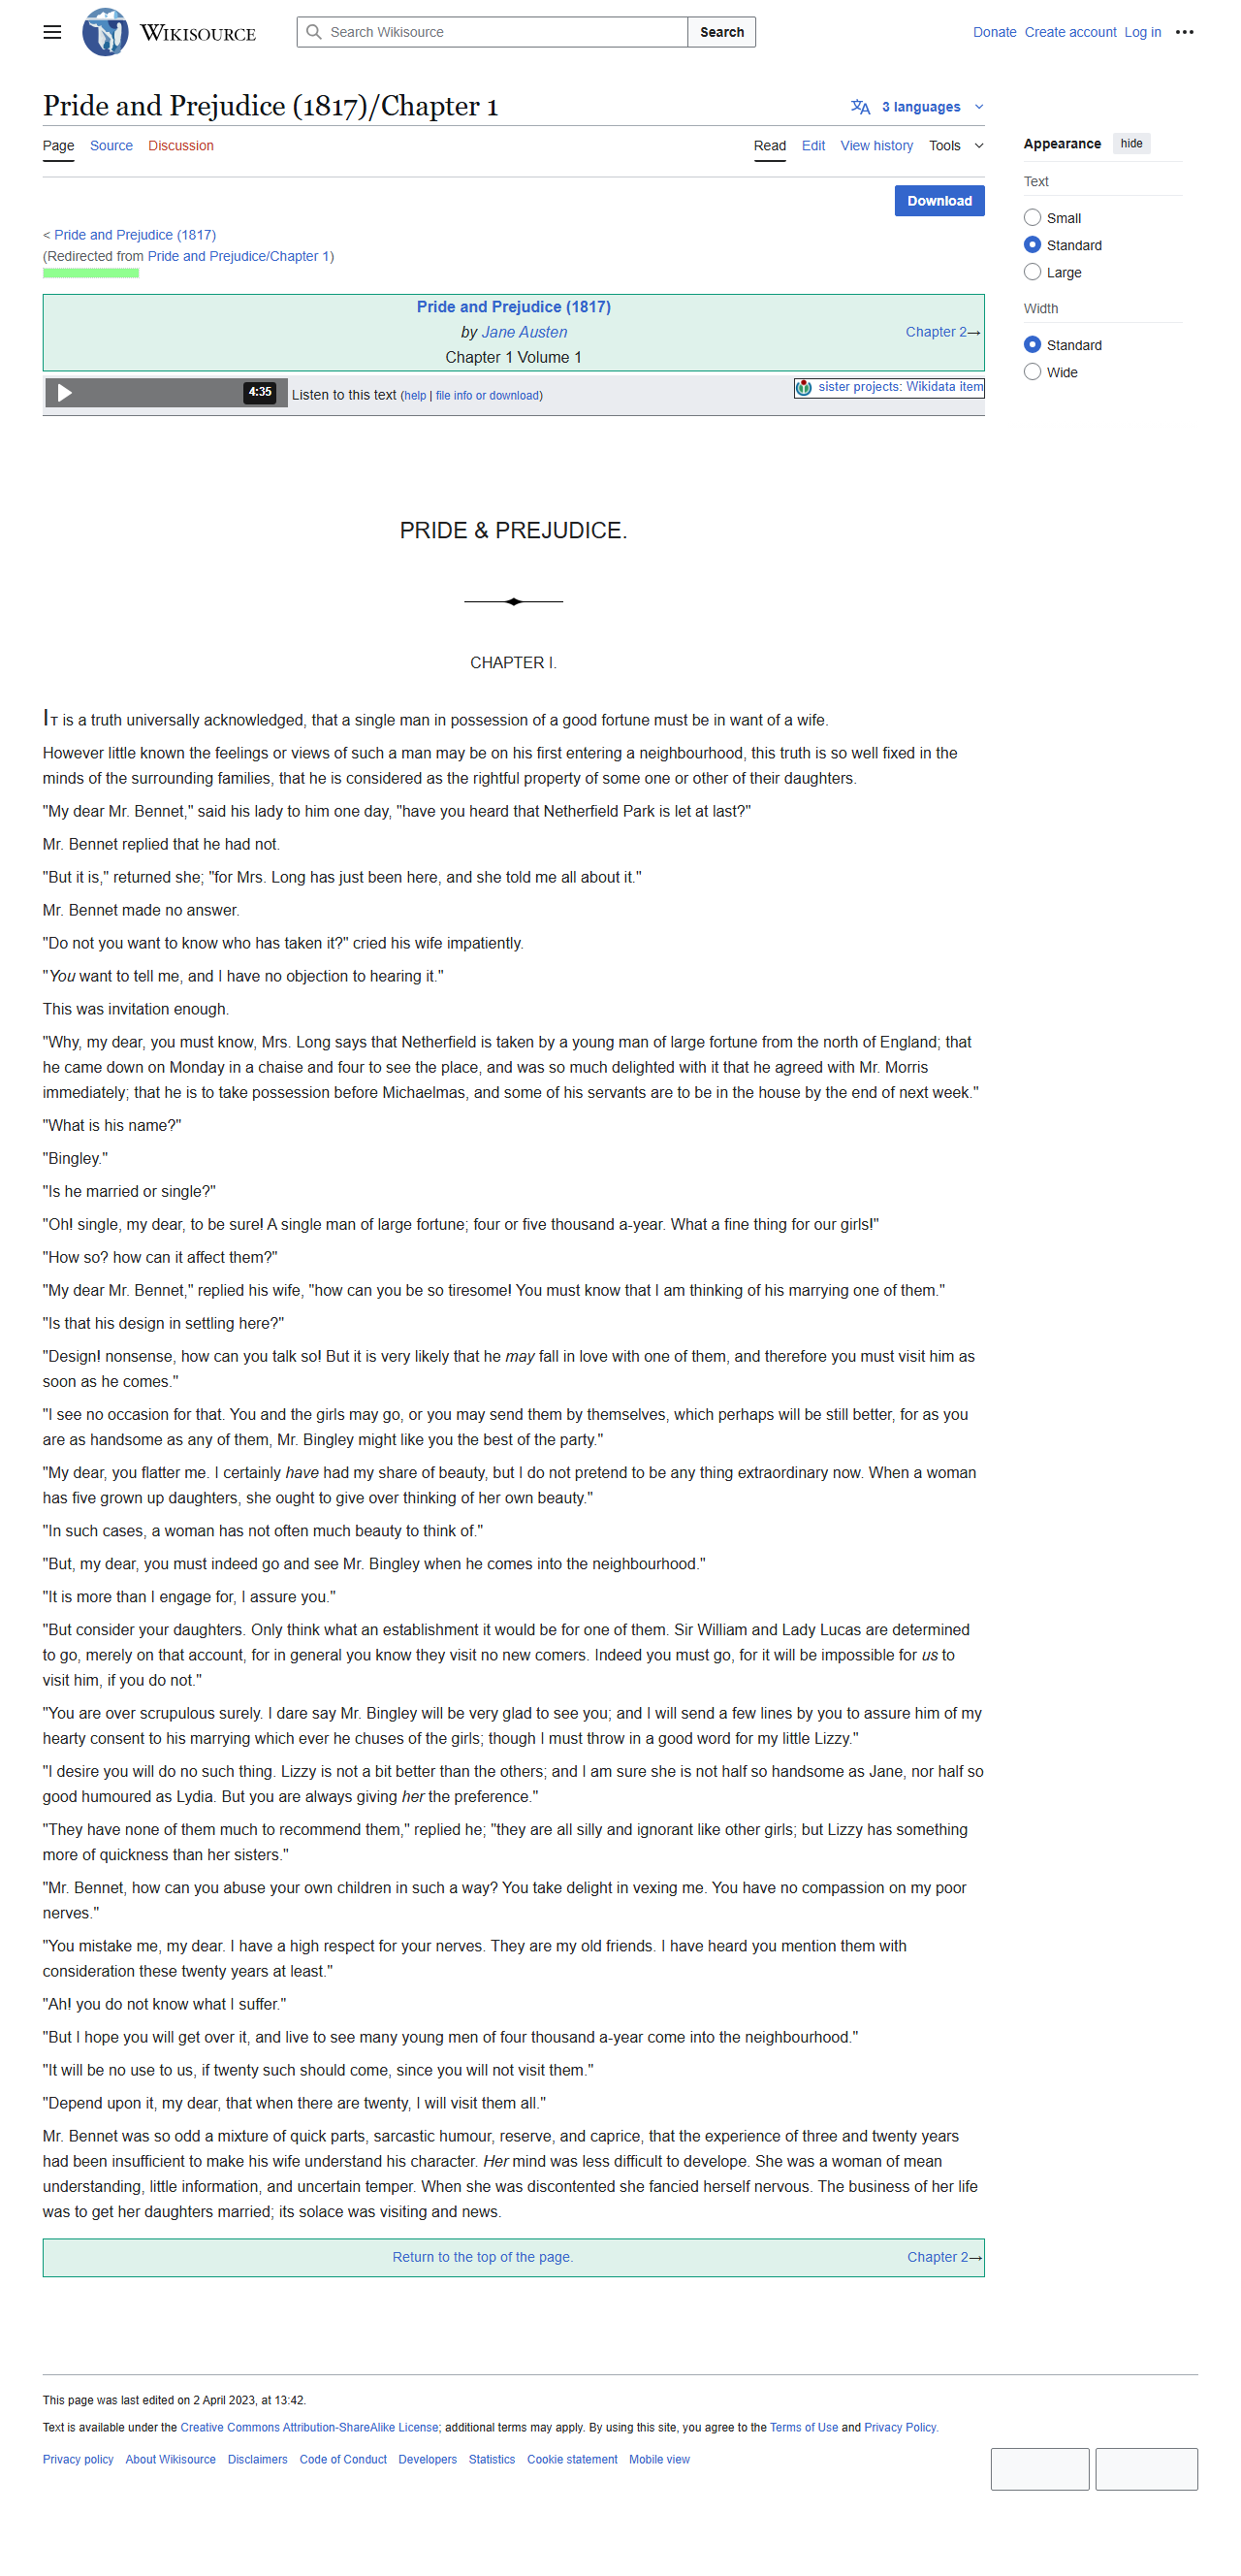 WIKISOURCE
Search Wikisource
Search
Donate Create account Log in
Pride and Prejudice (1817)/Chapter 1
3 languages
Page Source Discussion
Read Edit View history Tools
Download
< Pride and Prejudice (1817)
(Redirected from Pride and Prejudice/Chapter 1)
Pride and Prejudice (1817)
by Jane Austen
Chapter 1 Volume 1
Chapter 2→
4:35
Listen to this text (help | file info or download)
sister projects: Wikidata item
Appearance hide
Text
Small
Standard
Large
Width
Standard
Wide
PRIDE & PREJUDICE.
CHAPTER I.
IT is a truth universally acknowledged, that a single man in possession of a good fortune must be in want of a wife.
However little known the feelings or views of such a man may be on his first entering a neighbourhood, this truth is so well fixed in the
minds of the surrounding families, that he is considered as the rightful property of some one or other of their daughters.
"My dear Mr. Bennet," said his lady to him one day, "have you heard that Netherfield Park is let at last?"
Mr. Bennet replied that he had not.
"But it is," returned she; "for Mrs. Long has just been here, and she told me all about it."
Mr. Bennet made no answer.
"Do not you want to know who has taken it?" cried his wife impatiently.
"You want to tell me, and I have no objection to hearing it."
This was invitation enough.
"Why, my dear, you must know, Mrs. Long says that Netherfield is taken by a young man of large fortune from the north of England; that
he came down on Monday in a chaise and four to see the place, and was so much delighted with it that he agreed with Mr. Morris
immediately; that he is to take possession before Michaelmas, and some of his servants are to be in the house by the end of next week."
"What is his name?"
"Bingley."
"Is he married or single?"
"Oh! single, my dear, to be sure! A single man of large fortune; four or five thousand a-year. What a fine thing for our girls!"
"How so? how can it affect them?"
"My dear Mr. Bennet," replied his wife, "how can you be so tiresome! You must know that I am thinking of his marrying one of them."
"Is that his design in settling here?"
"Design! nonsense, how can you talk so! But it is very likely that he may fall in love with one of them, and therefore you must visit him as
soon as he comes."
"I see no occasion for that. You and the girls may go, or you may send them by themselves, which perhaps will be still better, for as you
are as handsome as any of them, Mr. Bingley might like you the best of the party."
"My dear, you flatter me. I certainly have had my share of beauty, but I do not pretend to be any thing extraordinary now. When a woman
has five grown up daughters, she ought to give over thinking of her own beauty."
"In such cases, a woman has not often much beauty to think of."
"But, my dear, you must indeed go and see Mr. Bingley when he comes into the neighbourhood."
"It is more than I engage for, I assure you."
"But consider your daughters. Only think what an establishment it would be for one of them. Sir William and Lady Lucas are determined
to go, merely on that account, for in general you know they visit no new comers. Indeed you must go, for it will be impossible for us to
visit him, if you do not."
"You are over scrupulous surely. I dare say Mr. Bingley will be very glad to see you; and I will send a few lines by you to assure him of my
hearty consent to his marrying which ever he chuses of the girls; though I must throw in a good word for my little Lizzy."
"I desire you will do no such thing. Lizzy is not a bit better than the others; and I am sure she is not half so handsome as Jane, nor half so
good humoured as Lydia. But you are always giving her the preference."
"They have none of them much to recommend them," replied he; "they are all silly and ignorant like other girls; but Lizzy has something
more of quickness than her sisters."
"Mr. Bennet, how can you abuse your own children in such a way? You take delight in vexing me. You have no compassion on my poor
nerves."
"You mistake me, my dear. I have a high respect for your nerves. They are my old friends. I have heard you mention them with
consideration these twenty years at least."
"Ah! you do not know what I suffer."
"But I hope you will get over it, and live to see many young men of four thousand a-year come into the neighbourhood."
"It will be no use to us, if twenty such should come, since you will not visit them."
"Depend upon it, my dear, that when there are twenty, I will visit them all."
Mr. Bennet was so odd a mixture of quick parts, sarcastic humour, reserve, and caprice, that the experience of three and twenty years
had been insufficient to make his wife understand his character. Her mind was less difficult to develope. She was a woman of mean
understanding, little information, and uncertain temper. When she was discontented she fancied herself nervous. The business of her life
was to get her daughters married; its solace was visiting and news.
Return to the top of the page.
Chapter 2→
This page was last edited on 2 April 2023, at 13:42.
Text is available under the Creative Commons Attribution-ShareAlike License; additional terms may apply. By using this site, you agree to the Terms of Use and Privacy Policy.
Privacy policy About Wikisource Disclaimers Code of Conduct Developers Statistics Cookie statement Mobile view